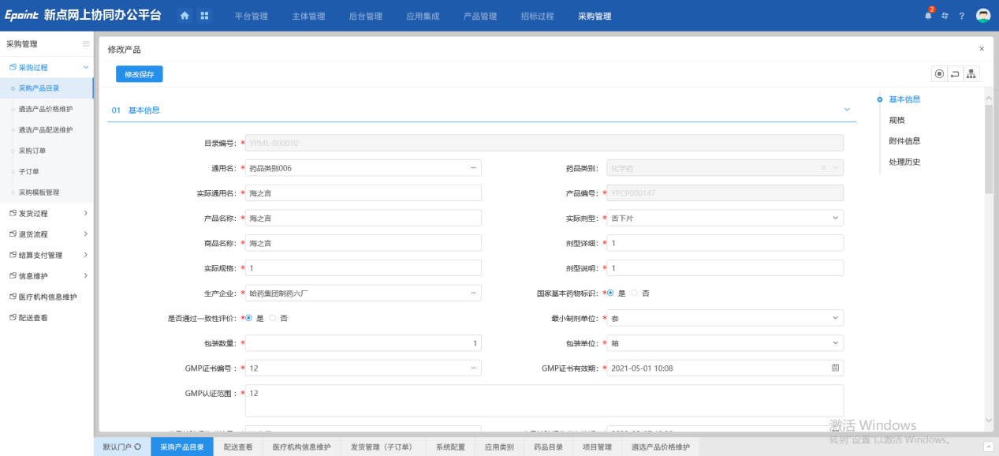 Epoint 新点网上协同办公平台 平台管理 主体管理 后台管理 应用集成 产品管理 招标过程 采购管理 2 ?
采购管理
采购过程
采购产品目录
遴选产品价格维护
遴选产品配送维护
采购订单
子订单
采购模板管理
发货过程
退货流程
结算支付管理
信息维护
医疗机构信息维护
配送查看
修改产品 ×
修改保存
01 基本信息
目录编号: * YPML-000010
通用名: * 药品类别006 ... 药品类别: 化学药 ×
实际通用名: * 海之言 产品编号: * YPCP000147
产品名称: * 海之言 实际剂型: * 舌下片
商品名称: * 海之言 剂型详细: * 1
实际规格: * 1 剂型说明: * 1
生产企业: * 哈药集团制药六厂 ... 国家基本药物标识: * 是 否
是否通过一致性评价: * 是 否 最小制剂单位: * 套
包装数量: * 1 包装单位: * 箱
GMP证书编号: * 12 ... GMP证书有效期: * 2021-05-01 10:08
GMP认证范围: * 12
基本信息
规格
附件信息
处理历史
激活 Windows
转到"设置"以激活 Windows。
默认门户 采购产品目录 配送查看 医疗机构信息维护 发货管理（子订单） 系统配置 应用类别 药品目录 项目管理 遴选产品价格维护